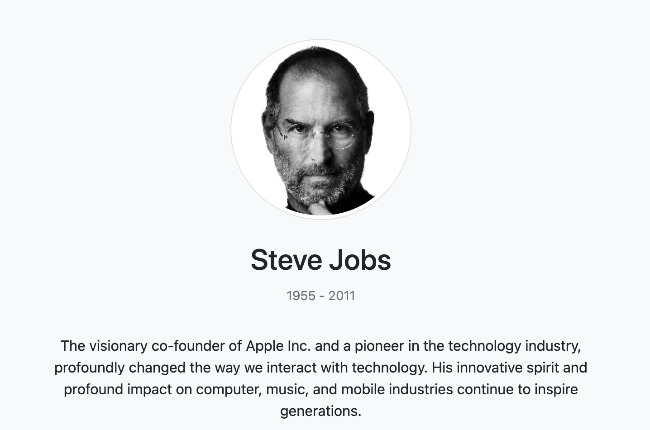 Steve Jobs
1955 - 2011
The visionary co-founder of Apple Inc. and a pioneer in the technology industry,
profoundly changed the way we interact with technology. His innovative spirit and
profound impact on computer, music, and mobile industries continue to inspire
generations.